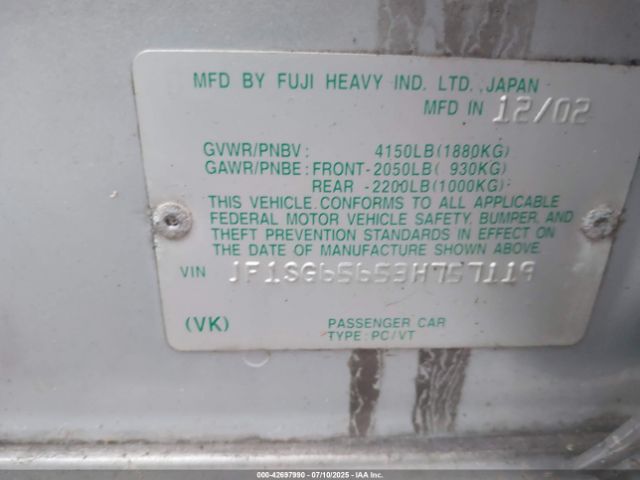 MFD BY FUJI HEAVY IND. LTD. JAPAN
MFD IN 12/02
GVWR/PNBV: 4150LB(1880KG)
GAWR/PNBE: FRONT-2050LB( 930KG)
REAR -2200LB(1000KG)
THIS VEHICLE CONFORMS TO ALL APPLICABLE
FEDERAL MOTOR VEHICLE SAFETY, BUMPER, AND
THEFT PREVENTION STANDARDS IN EFFECT ON
THE DATE OF MANUFACTURE SHOWN ABOVE.
VIN JF1SG65653H757119
(VK) PASSENGER CAR
TYPE: PC/VT
000-42697990 - 07/10/2025 - IAA Inc.